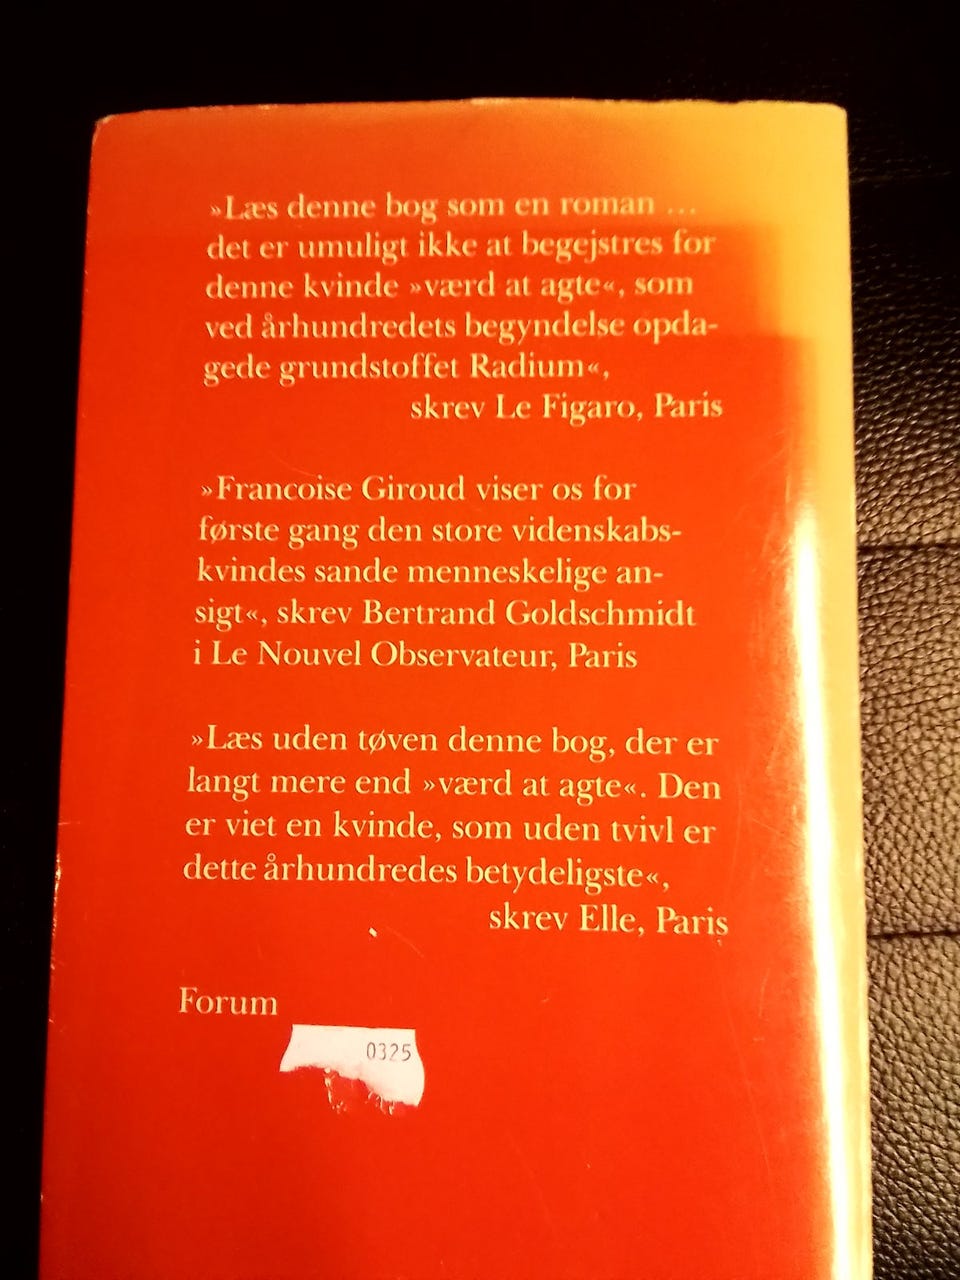 »Læs denne bog som en roman ...
det er umuligt ikke at begejstres for
denne kvinde »værd at agte«, som
ved århundredets begyndelse opda-
gede grundstoffet Radium«,
skrev Le Figaro, Paris
»Francoise Giroud viser os for
første gang den store videnskabs-
kvindes sande menneskelige an-
sigt«, skrev Bertrand Goldschmidt
i Le Nouvel Observateur, Paris
»Læs uden tøven denne bog, der er
langt mere end »værd at agte«. Den
er viet en kvinde, som uden tvivl er
dette århundredes betydeligste«,
skrev Elle, Paris
Forum
0325